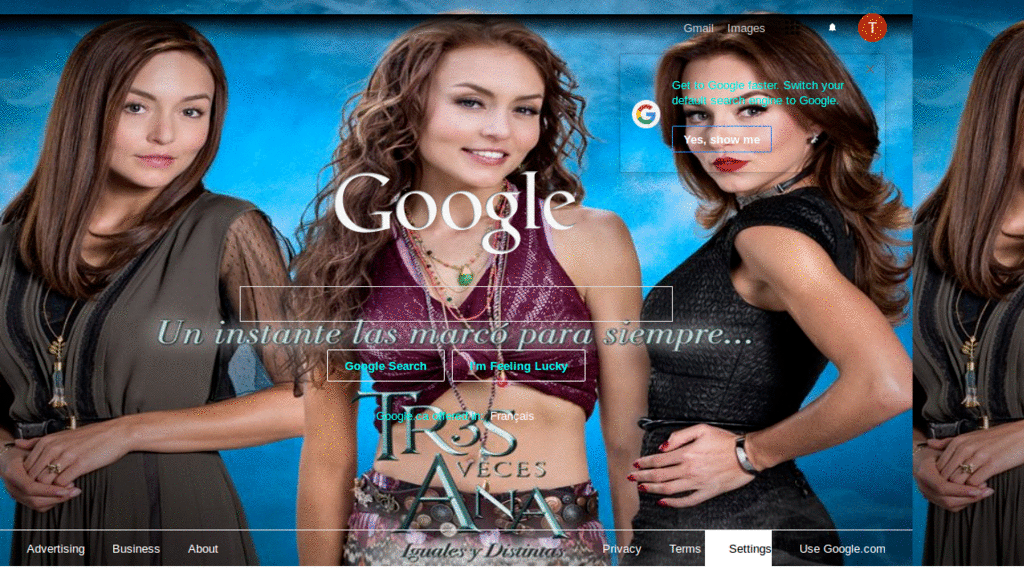 Gmail Images
T
Get to Google faster. Switch your
default search engine to Google.
G
Yes, show me
Google
Un instante las marcó para siempre...
Google Search I'm Feeling Lucky
Google.ca offered in: Français
TR3S
VECES
ANA
Iguales y Distintas
Advertising Business About Privacy Terms Settings Use Google.com